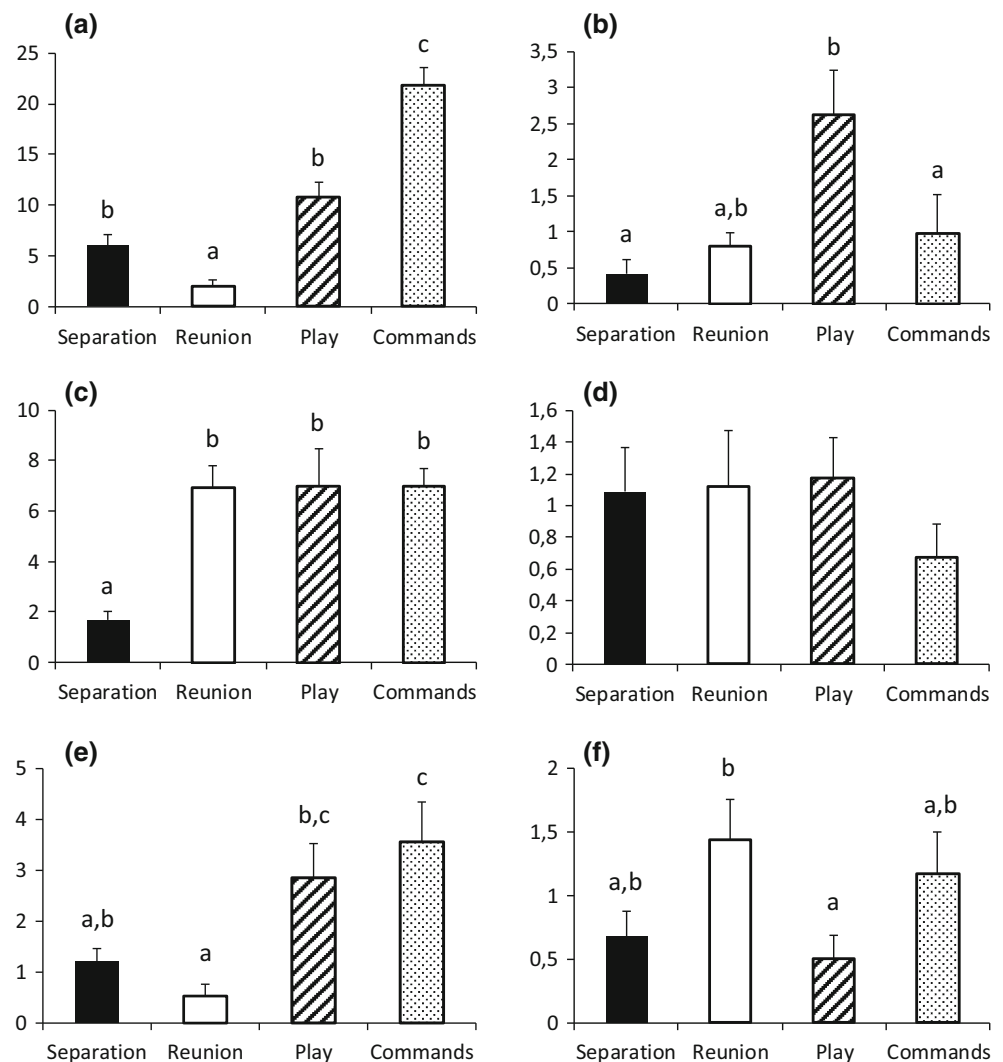 (a)
25
20
15
10
5
0
b
a
b
c
Separation Reunion Play Commands
(b)
3,5
3
2,5
2
1,5
1
0,5
0
a
a,b
b
a
Separation Reunion Play Commands
(c)
10
8
6
4
2
0
a
b
b
b
Separation Reunion Play Commands
(d)
1,6
1,4
1,2
1
0,8
0,6
0,4
0,2
0
Separation Reunion Play Commands
(e)
5
4
3
2
1
0
a,b
a
b,c
c
Separation Reunion Play Commands
(f)
2
1,5
1
0,5
0
a,b
b
a
a,b
Separation Reunion Play Commands